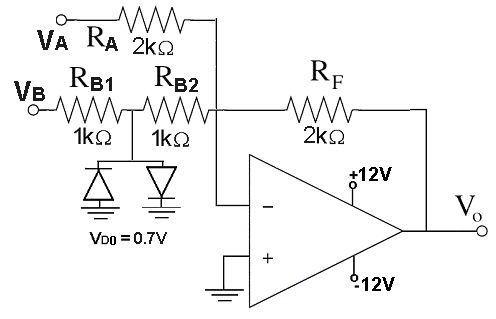 VA
RA
2kΩ
VB
RB1
1kΩ
RB2
1kΩ
RF
2kΩ
VD0 = 0.7V
+12V
-12V
−
+
Vo